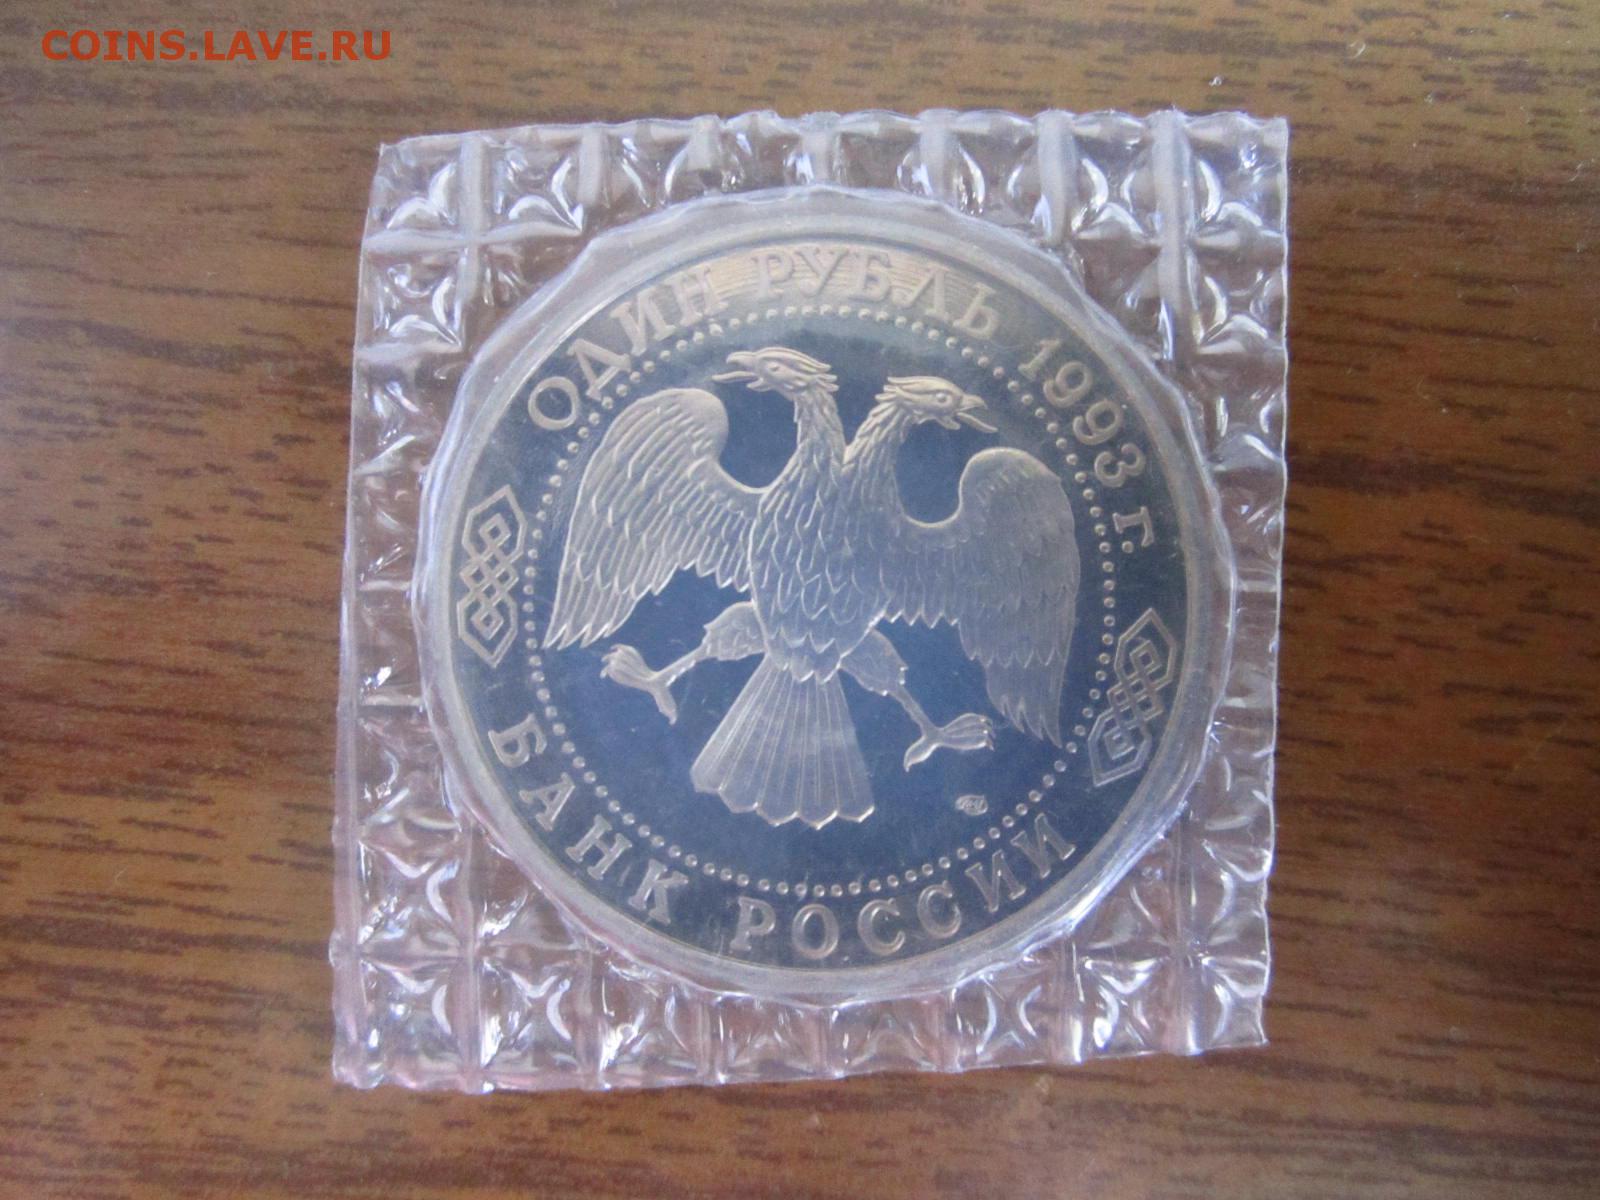 COINS.LAVE.RU
ОДИН РУБЛЬ 1993 г.
БАНК РОССИИ